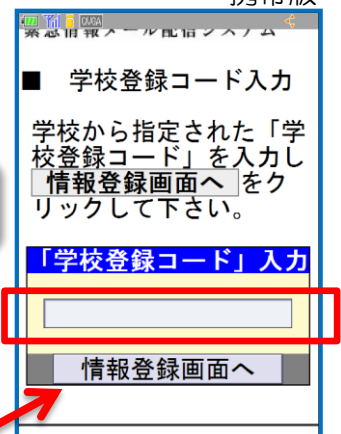 携帯版
緊急情報メール配信システム
■ 学校登録コード入力
学校から指定された「学
校登録コード」を入力し
情報登録画面へ をク
リックして下さい。
「学校登録コード」入力
情報登録画面へ